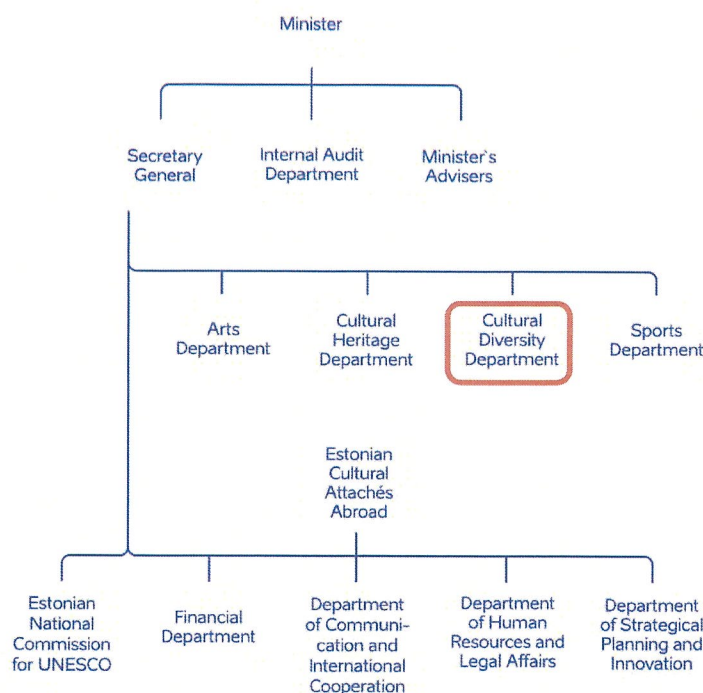 Minister
Secretary
General
Internal Audit
Department
Minister`s
Advisers
Arts
Department
Cultural
Heritage
Department
Cultural
Diversity
Department
Sports
Department
Estonian
Cultural
Attachés
Abroad
Estonian
National
Commission
for UNESCO
Financial
Department
Department
of Communi-
cation and
International
Cooperation
Department
of Human
Resources and
Legal Affairs
Department
of Strategical
Planning and
Innovation